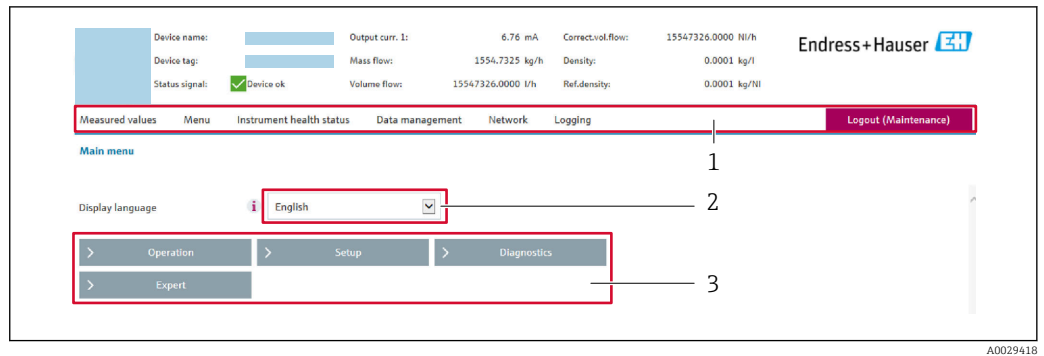 Device name: Output curr. 1: 6.76 mA Correct.vol.flow: 15547326.0000 Nl/h
Endress+Hauser EH
Device tag: Mass flow: 1554.7325 kg/h Density: 0.0001 kg/l
Status signal: Device ok Volume flow: 15547326.0000 l/h Ref.density: 0.0001 kg/Nl
Measured values Menu Instrument health status Data management Network Logging Logout (Maintenance)
1
Main menu
Display language i English 2
> Operation > Setup > Diagnostics
> Expert 3
A0029418